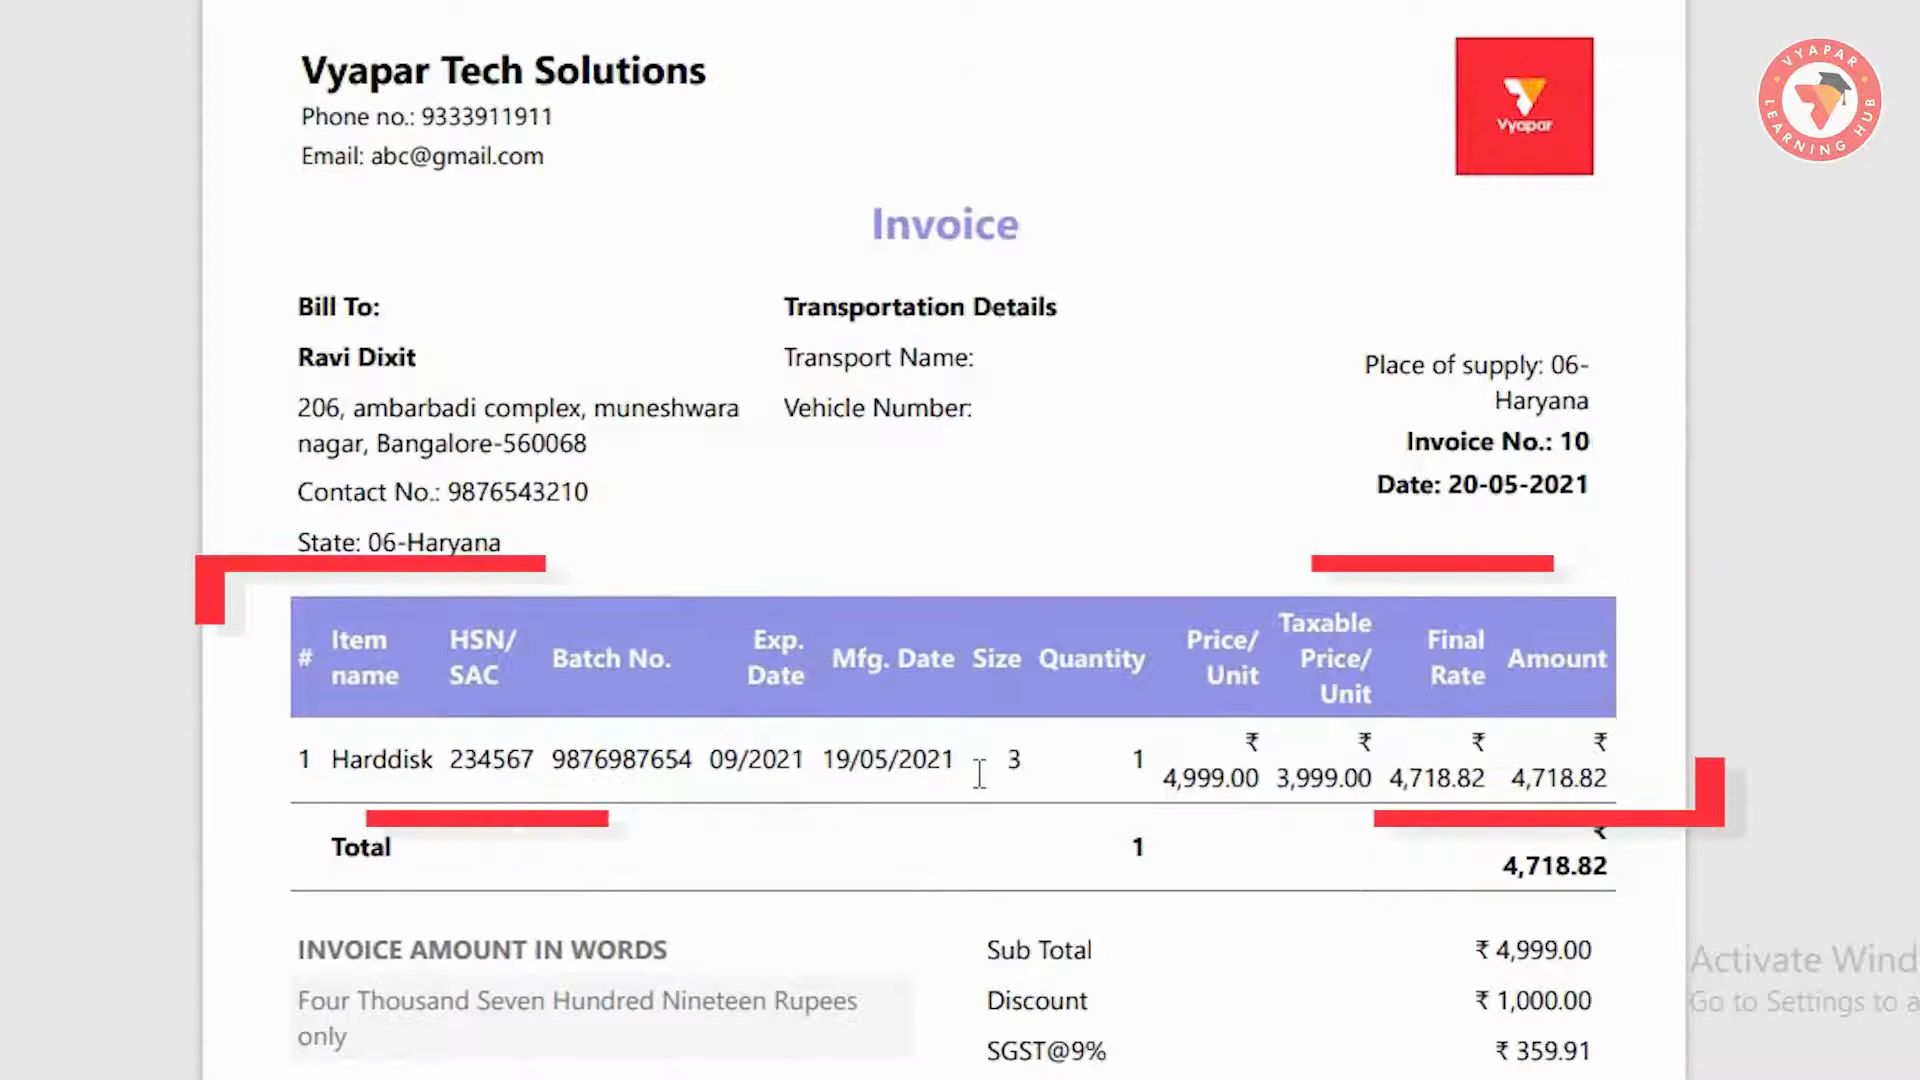 Vyapar Tech Solutions
Phone no.: 9333911911
Email: abc@gmail.com
Vyapar
VYAPAR
LEARNING HUB
Invoice
Bill To:
Ravi Dixit
206, ambarbadi complex, muneshwara
nagar, Bangalore-560068
Contact No.: 9876543210
State: 06-Haryana
Transportation Details
Transport Name:
Vehicle Number:
Place of supply: 06-
Haryana
Invoice No.: 10
Date: 20-05-2021
# Item name HSN/ SAC Batch No. Exp. Date Mfg. Date Size Quantity Price/ Unit Taxable Price/ Unit Final Rate Amount
1 Harddisk 234567 9876987654 09/2021 19/05/2021 3 1 ₹ 4,999.00 ₹ 3,999.00 ₹ 4,718.82 ₹ 4,718.82
Total 1 ₹ 4,718.82
INVOICE AMOUNT IN WORDS
Four Thousand Seven Hundred Nineteen Rupees
only
Sub Total ₹ 4,999.00
Discount ₹ 1,000.00
SGST@9% ₹ 359.91
Activate Wind
Go to Settings to a